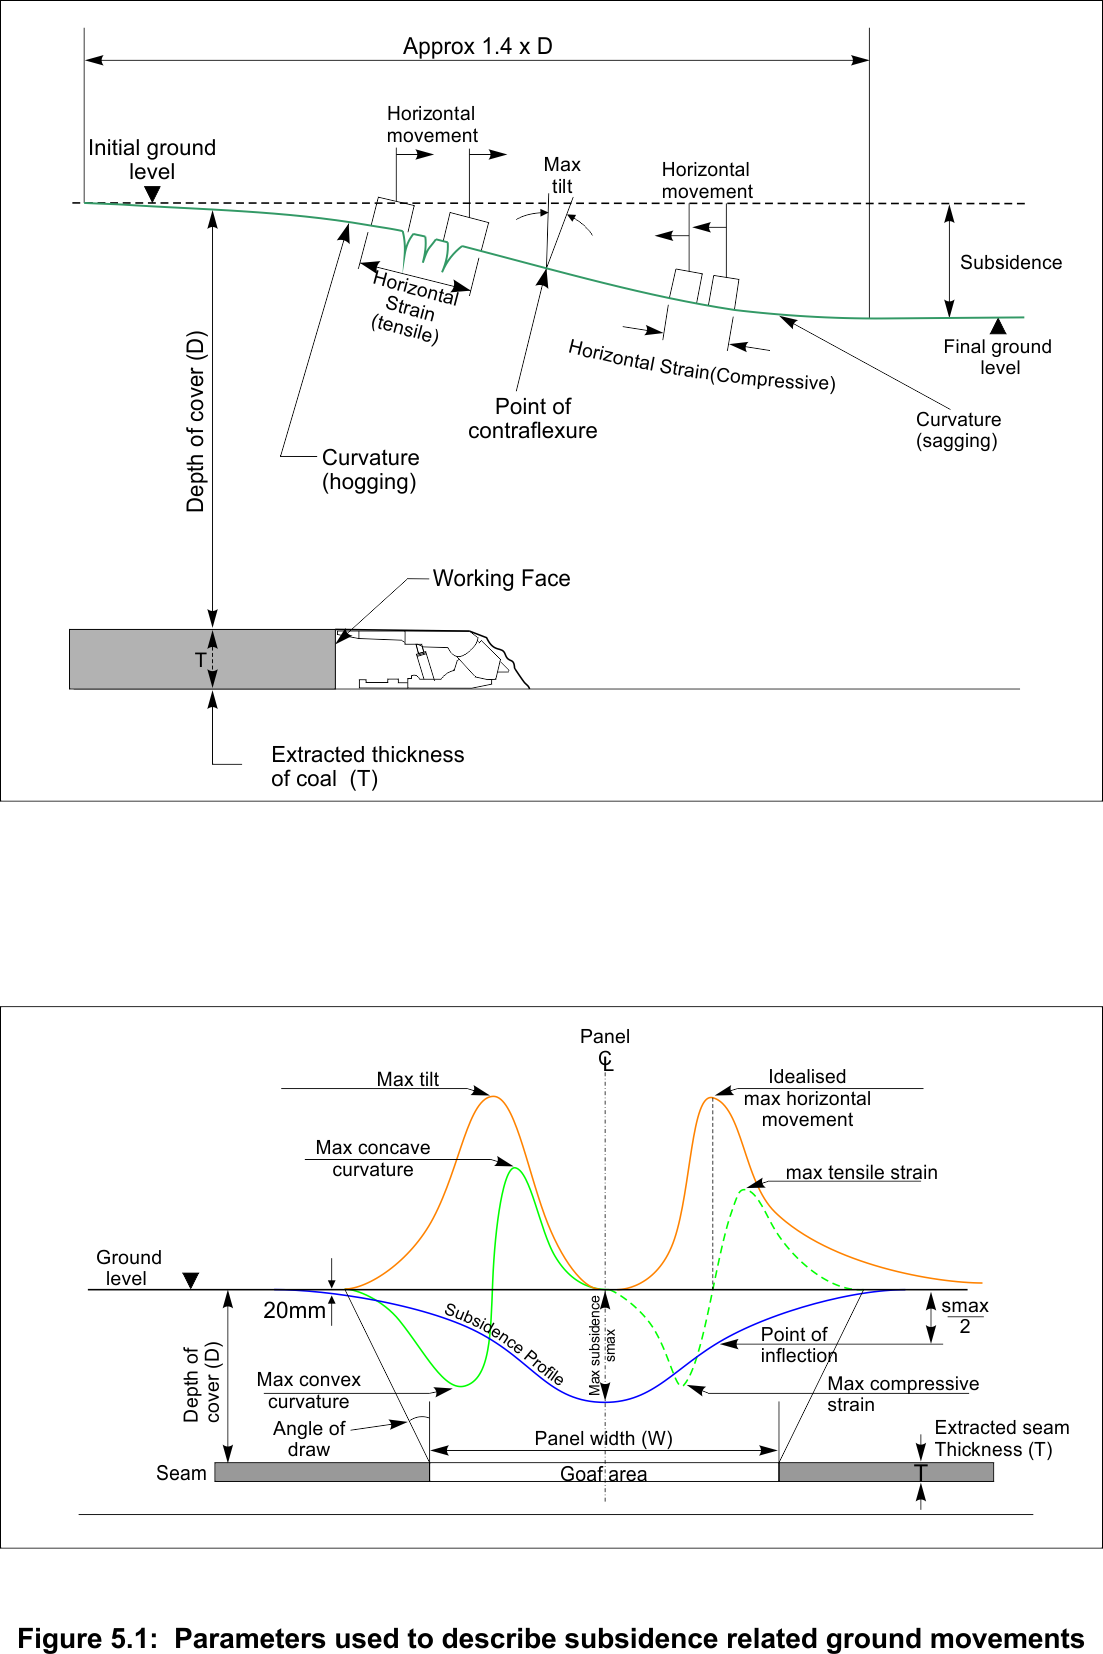 Approx 1.4 x D
Horizontal
movement
Initial ground
level
Max
tilt
Horizontal
movement
Subsidence
Horizontal
Strain
(tensile)
Final ground
level
Horizontal Strain(Compressive)
Depth of cover (D)
Point of
contraflexure
Curvature
(sagging)
Curvature
(hogging)
Working Face
T
Extracted thickness
of coal (T)
Panel
CL
Max tilt
Idealised
max horizontal
movement
Max concave
curvature
max tensile strain
Ground
level
20mm
Subsidence Profile
Max subsidence
smax
smax
2
Point of
inflection
Max convex
curvature
Max compressive
strain
Depth of
cover (D)
Angle of
draw
Panel width (W)
Extracted seam
Thickness (T)
Seam
Goaf area
T
Figure 5.1: Parameters used to describe subsidence related ground movements